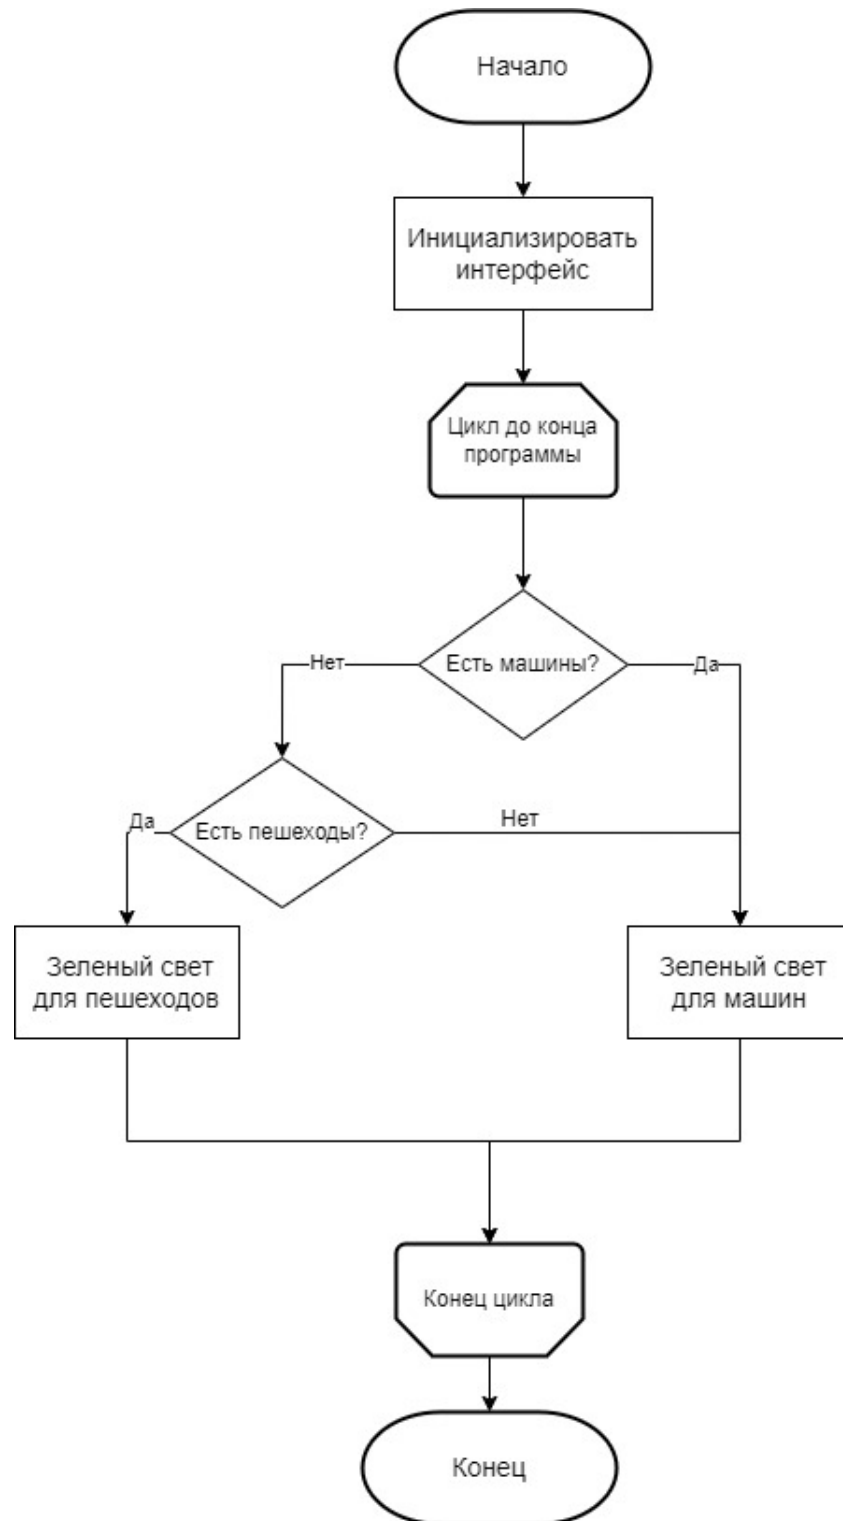 Начало
Инициализировать
интерфейс
Цикл до конца
программы
Есть машины?
Нет
Да
Есть пешеходы?
Да
Нет
Зеленый свет
для пешеходов
Зеленый свет
для машин
Конец цикла
Конец